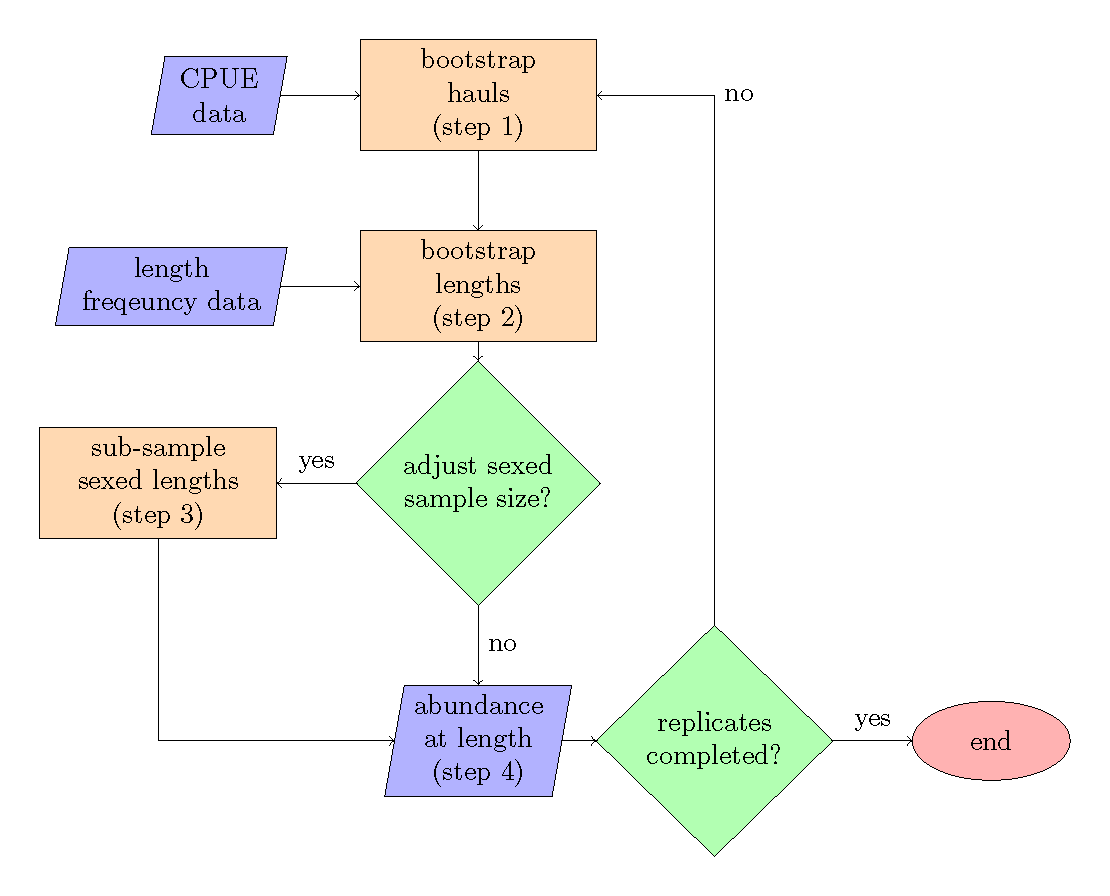 CPUE
data
bootstrap
hauls
(step 1)
no
length
freqeuncy data
bootstrap
lengths
(step 2)
sub-sample
sexed lengths
(step 3)
yes
adjust sexed
sample size?
no
abundance
at length
(step 4)
replicates
completed?
yes
end